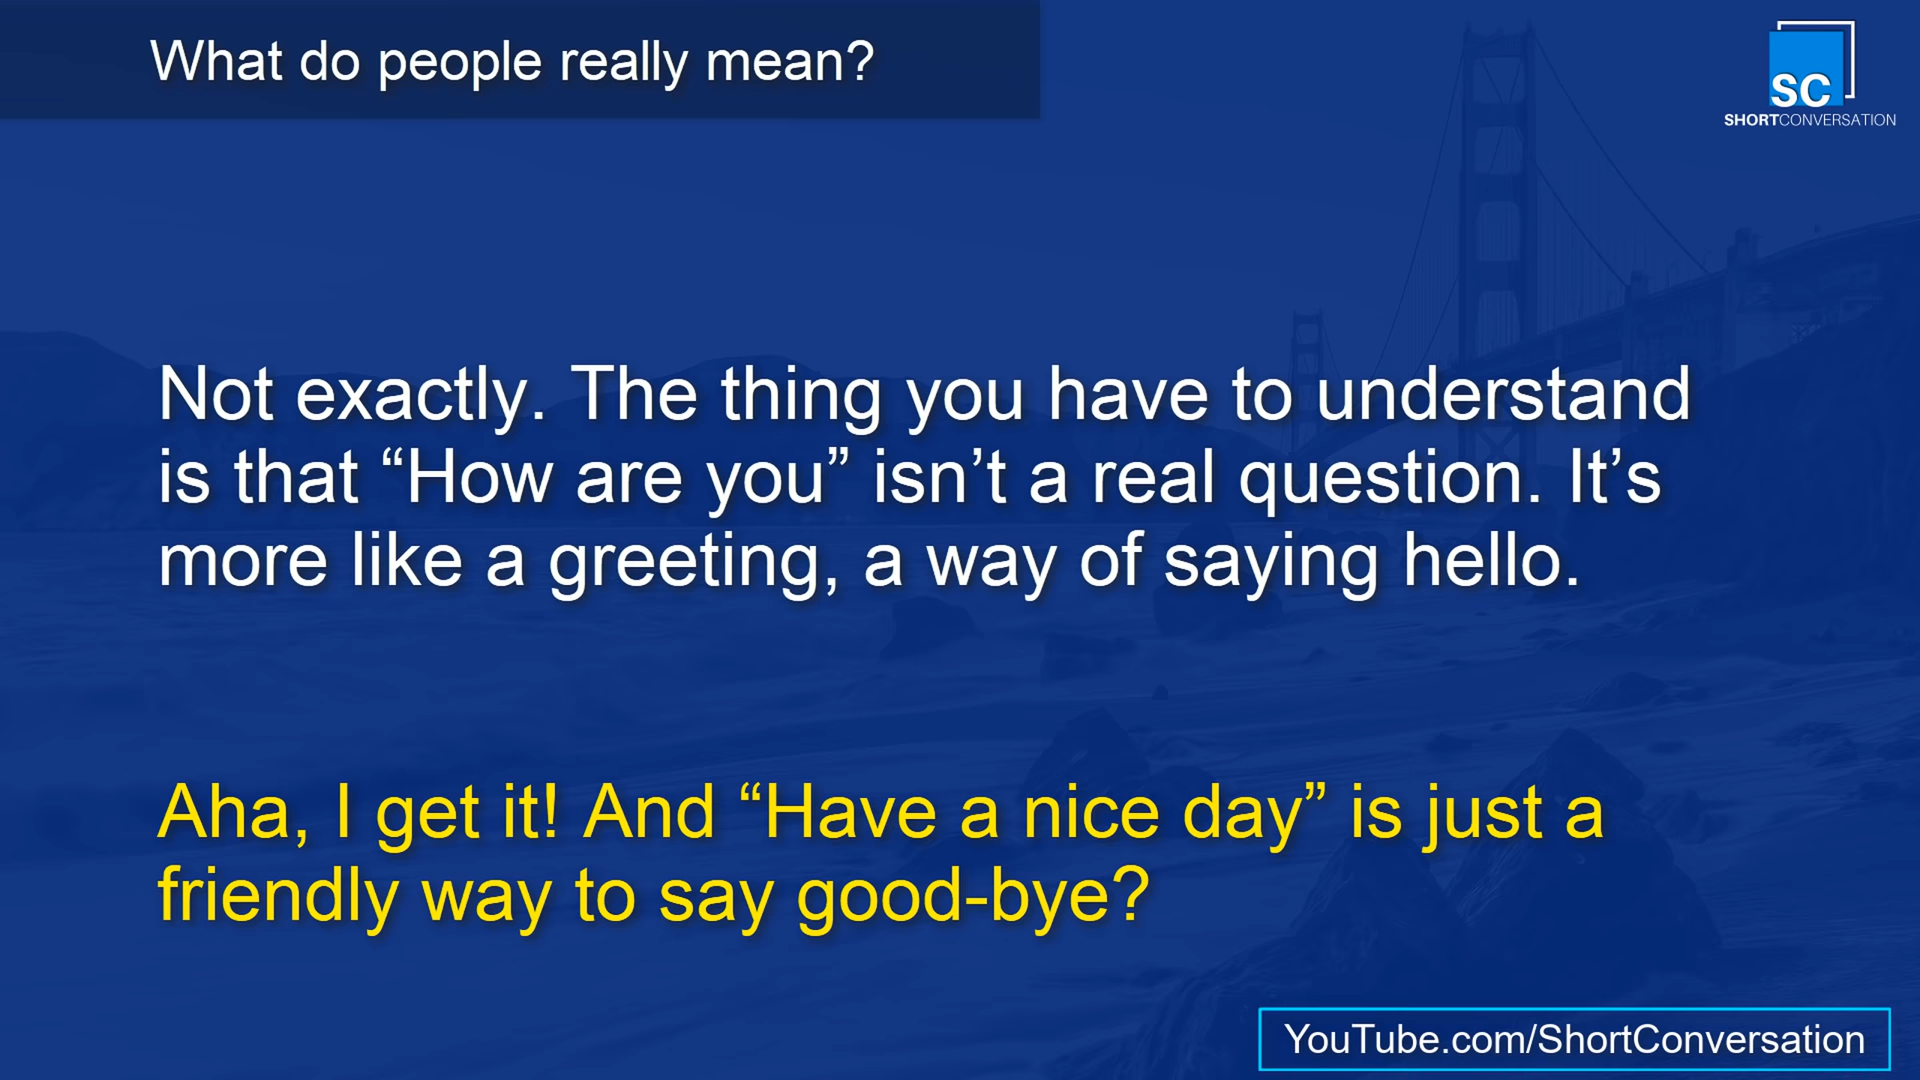 What do people really mean?
SC
SHORTCONVERSATION
Not exactly. The thing you have to understand
is that “How are you” isn’t a real question. It’s
more like a greeting, a way of saying hello.
Aha, I get it! And “Have a nice day” is just a
friendly way to say good-bye?
YouTube.com/ShortConversation